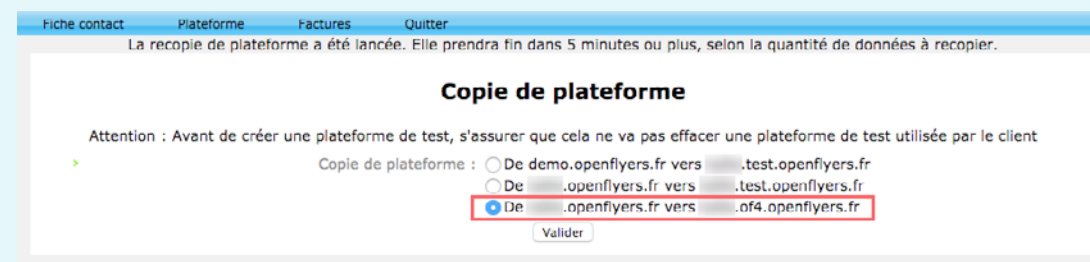 Fiche contact Plateforme Factures Quitter
La recopie de plateforme a été lancée. Elle prendra fin dans 5 minutes ou plus, selon la quantité de données à recopier.
Copie de plateforme
Attention : Avant de créer une plateforme de test, s'assurer que cela ne va pas effacer une plateforme de test utilisée par le client
Copie de plateforme : De demo.openflyers.fr vers .test.openflyers.fr
De .openflyers.fr vers .test.openflyers.fr
De .openflyers.fr vers .of4.openflyers.fr
Valider